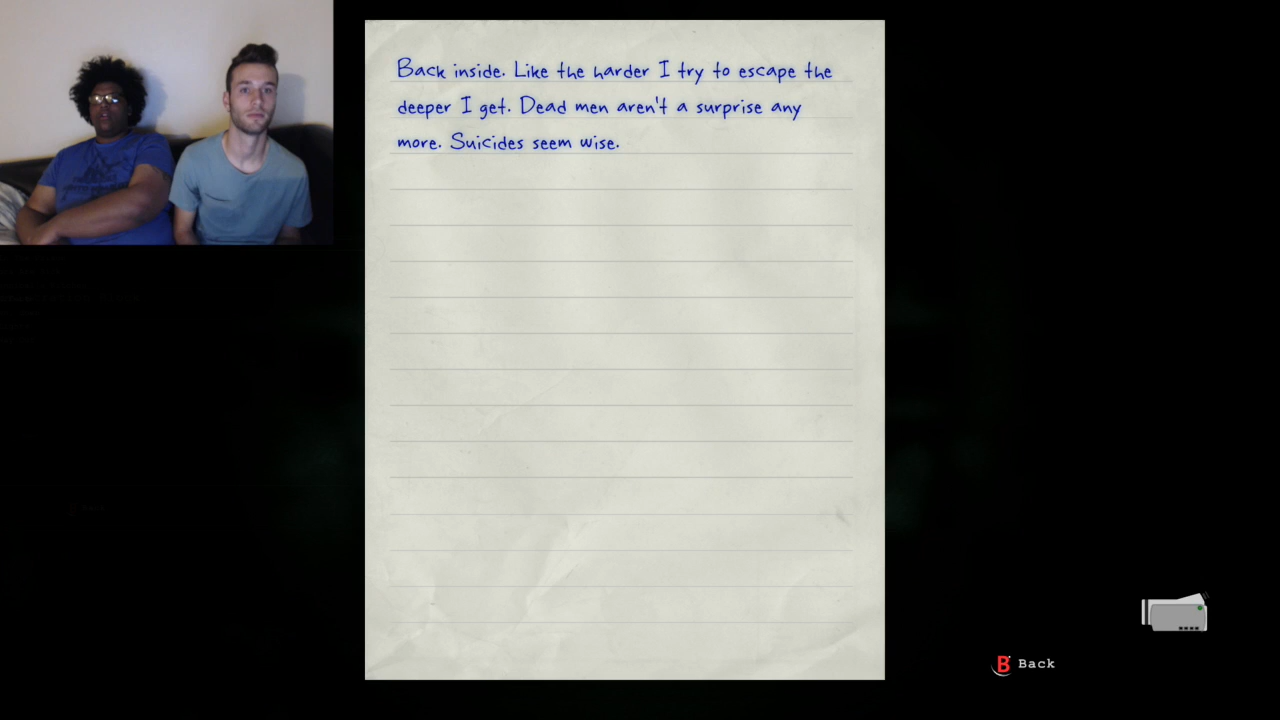 Back inside. Like the harder I try to escape the
deeper I get. Dead men aren't a surprise any
more. Suicides seem wise.
B Back